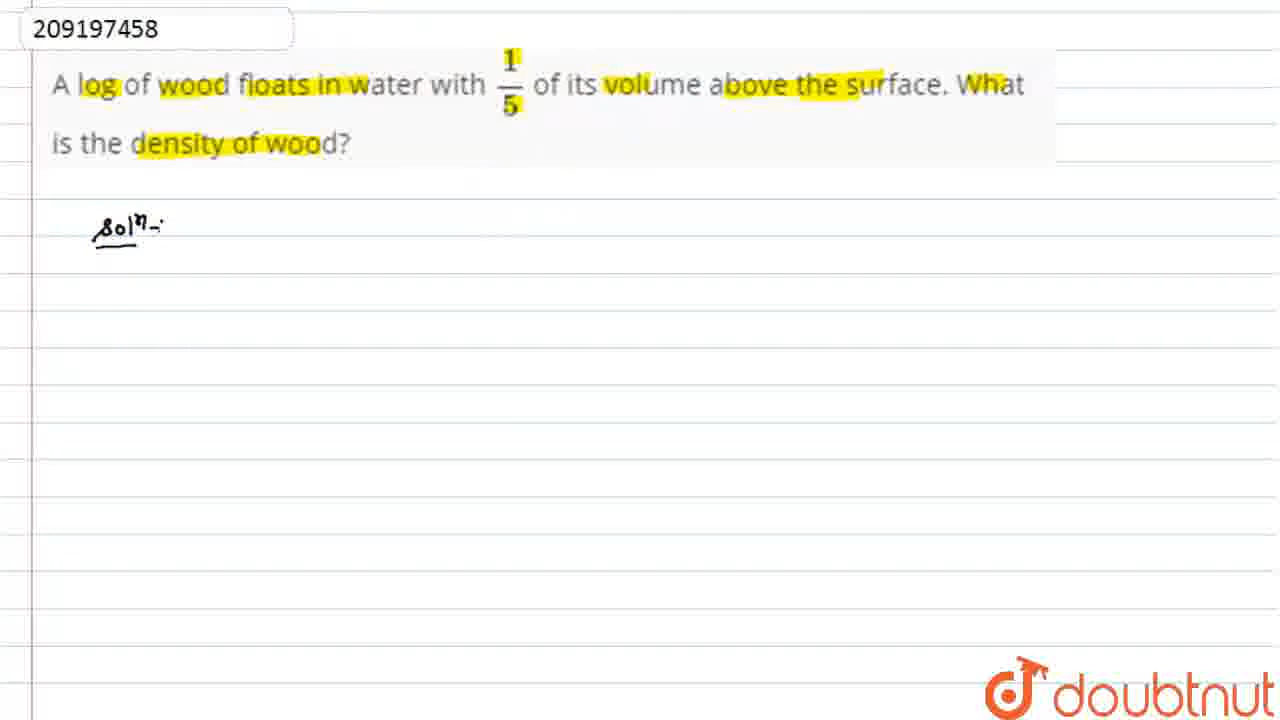 209197458
A log of wood floats in water with 1/5 of its volume above the surface. What
is the density of wood?
Solⁿ-:
doubtnut